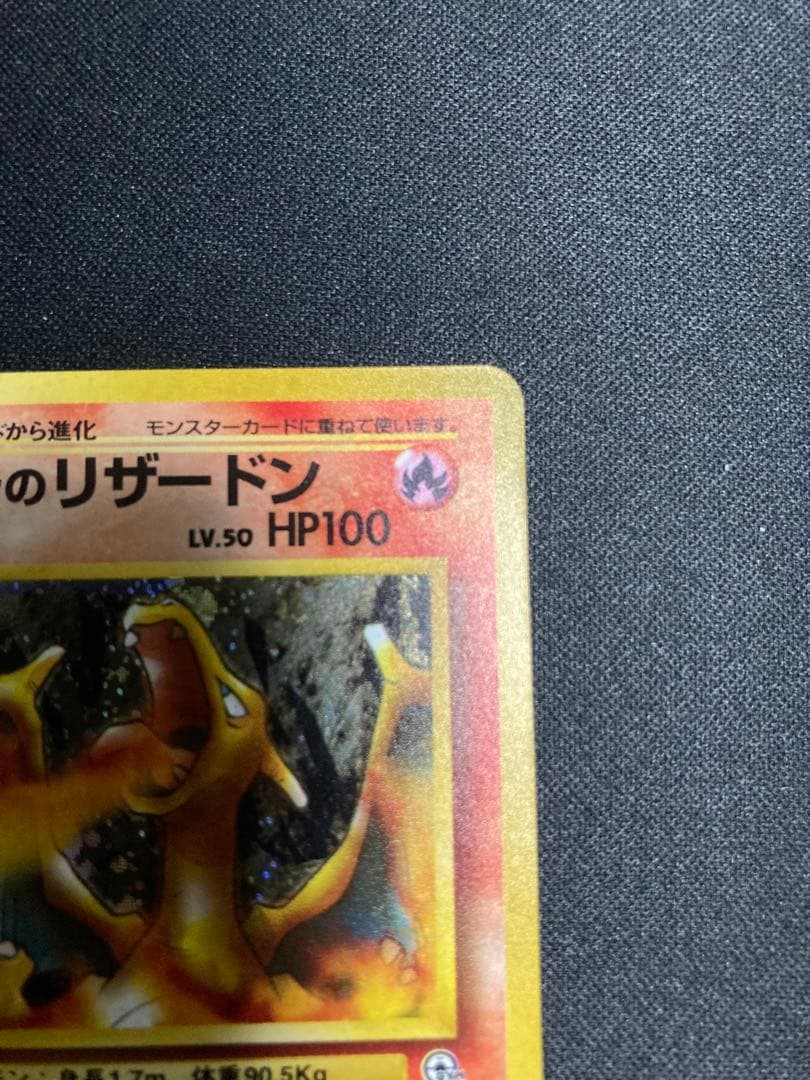 から進化 モンスターカードに重ねて使います。
のリザードン
LV.50 HP100
身長1.7m 体重90.5Kg